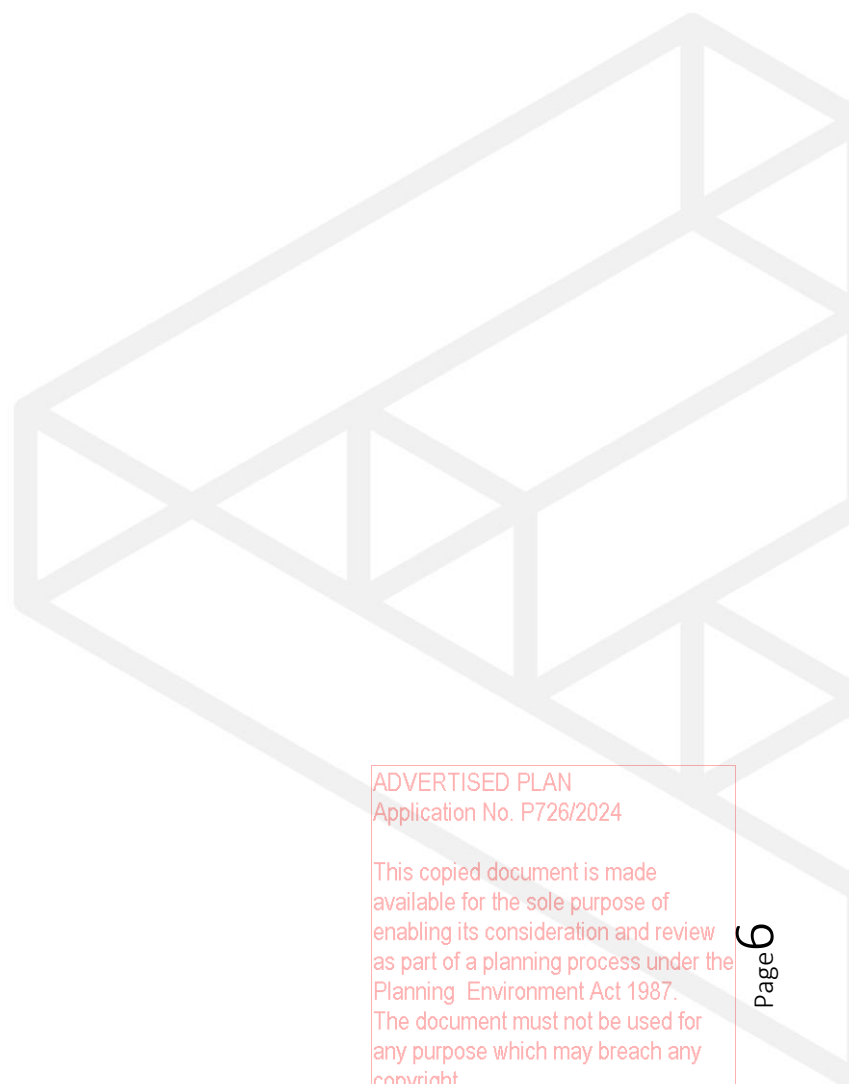 ADVERTISED PLAN
Application No. P726/2024
This copied document is made
available for the sole purpose of
enabling its consideration and review
as part of a planning process under the
Planning  Environment Act 1987.
The document must not be used for
any purpose which may breach any
copyright
Page 6